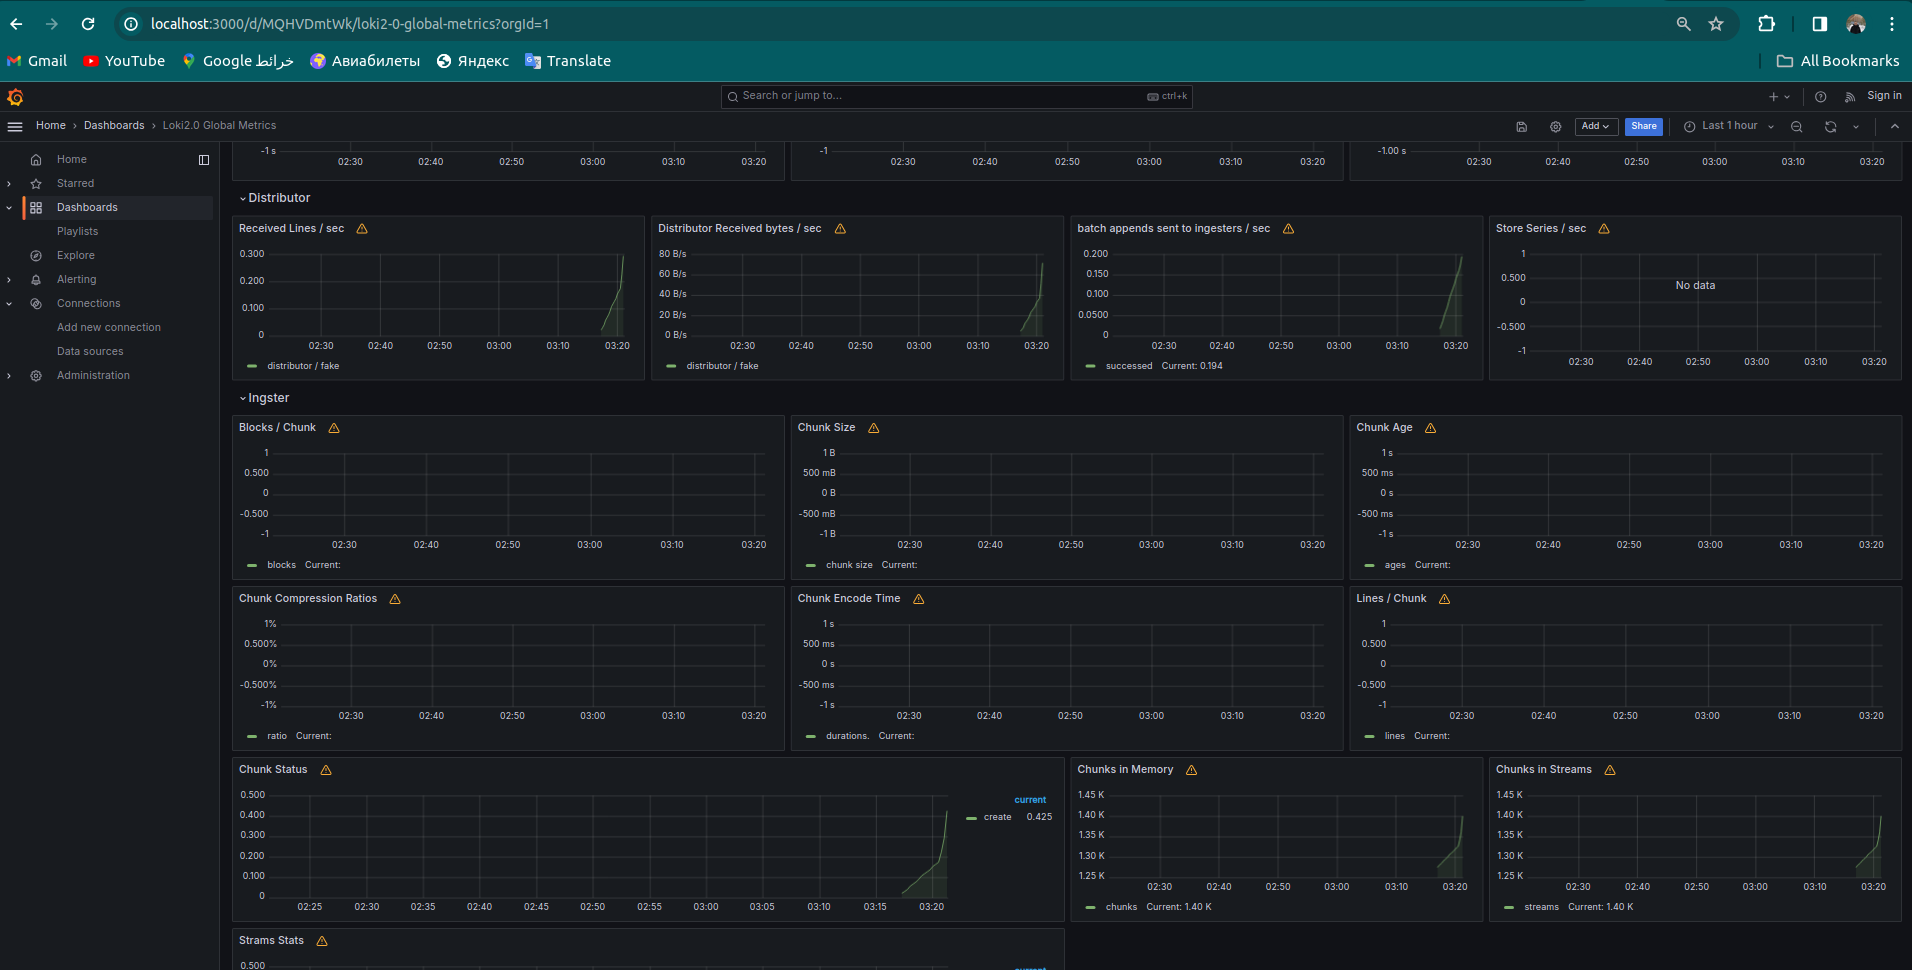 localhost:3000/d/MQHVDmtWk/loki2-0-global-metrics?orgId=1
Gmail YouTube Google خرائط Авиабилеты Яндекс Translate All Bookmarks
Search or jump to... ctrl+k Sign in
Home › Dashboards › Loki2.0 Global Metrics Add Share Last 1 hour
Home
Starred
Dashboards
Playlists
Explore
Alerting
Connections
Add new connection
Data sources
Administration
-1 s -1 -1.00 s
02:30 02:40 02:50 03:00 03:10 03:20 02:30 02:40 02:50 03:00 03:10 03:20 02:30 02:40 02:50 03:00 03:10 03:20
Distributor
Received Lines / sec
0.300
0.200
0.100
0
02:30 02:40 02:50 03:00 03:10 03:20
distributor / fake
Distributor Received bytes / sec
80 B/s
60 B/s
40 B/s
20 B/s
0 B/s
02:30 02:40 02:50 03:00 03:10 03:20
distributor / fake
batch appends sent to ingesters / sec
0.200
0.150
0.100
0.0500
0
02:30 02:40 02:50 03:00 03:10 03:20
successed Current: 0.194
Store Series / sec
1
0.500
0
-0.500
-1
No data
02:30 02:40 02:50 03:00 03:10 03:20
Ingster
Blocks / Chunk
1
0.500
0
-0.500
-1
02:30 02:40 02:50 03:00 03:10 03:20
blocks Current:
Chunk Size
1 B
500 mB
0 B
-500 mB
-1 B
02:30 02:40 02:50 03:00 03:10 03:20
chunk size Current:
Chunk Age
1 s
500 ms
0 s
-500 ms
-1 s
02:30 02:40 02:50 03:00 03:10 03:20
ages Current:
Chunk Compression Ratios
1%
0.500%
0%
-0.500%
-1%
02:30 02:40 02:50 03:00 03:10 03:20
ratio Current:
Chunk Encode Time
1 s
500 ms
0 s
-500 ms
-1 s
02:30 02:40 02:50 03:00 03:10 03:20
durations. Current:
Lines / Chunk
1
0.500
0
-0.500
-1
02:30 02:40 02:50 03:00 03:10 03:20
lines Current:
Chunk Status
0.500
0.400
0.300
0.200
0.100
0
02:25 02:30 02:35 02:40 02:45 02:50 02:55 03:00 03:05 03:10 03:15 03:20
current
create 0.425
Chunks in Memory
1.45 K
1.40 K
1.35 K
1.30 K
1.25 K
02:30 02:40 02:50 03:00 03:10 03:20
chunks Current: 1.40 K
Chunks in Streams
1.45 K
1.40 K
1.35 K
1.30 K
1.25 K
02:30 02:40 02:50 03:00 03:10 03:20
streams Current: 1.40 K
Strams Stats
0.500
current